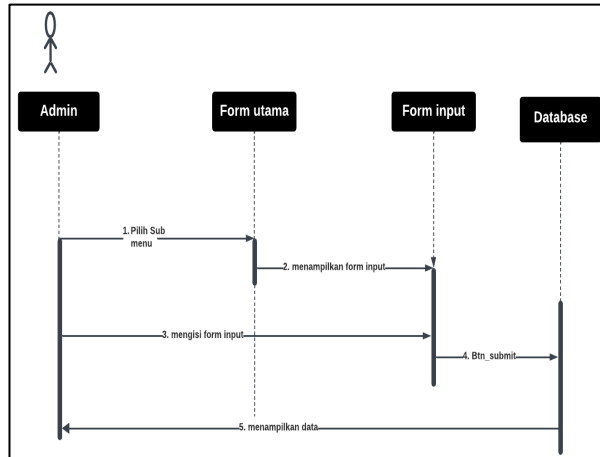 Admin
Form utama
Form input
Database
1. Pilih Sub
menu
2. menampilkan form input
3. mengisi form input
4. Btn_submit
5. menampilkan data